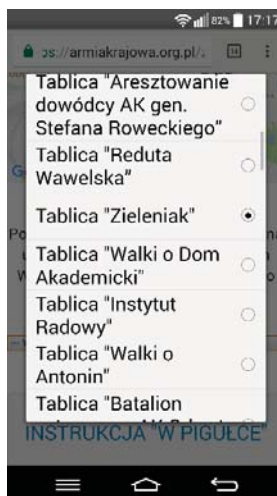 82% 17:17
ps://armiakrajowa.org.pl/
14
Tablica "Aresztowanie
dowódcy AK gen.
Stefana Roweckiego"
Tablica "Reduta
Wawelska"
Tablica "Zieleniak"
Tablica "Walki o Dom
Akademicki"
Tablica "Instytut
Radowy"
Tablica "Walki o
Antonin"
Tablica "Batalion
INSTRUKCJA "W PIGUŁCE"